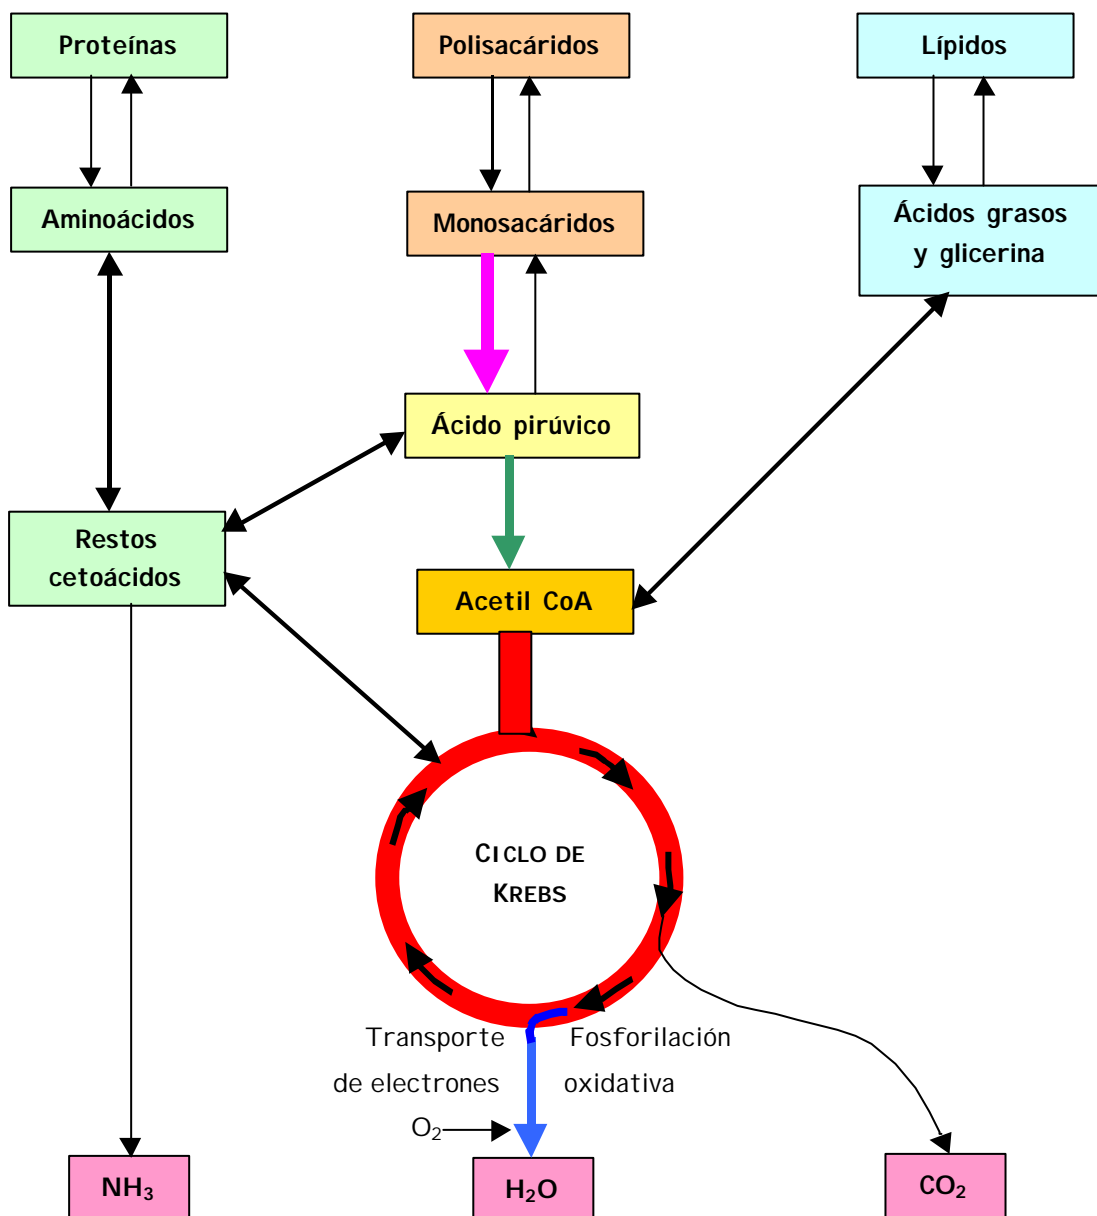 Proteínas
Polisacáridos
Lípidos
Aminoácidos
Monosacáridos
Ácidos grasos
y glicerina
Ácido pirúvico
Restos
cetoácidos
Acetil CoA
CICLO DE
KREBS
Transporte
de electrones
Fosforilación
oxidativa
O₂
NH₃
H₂O
CO₂